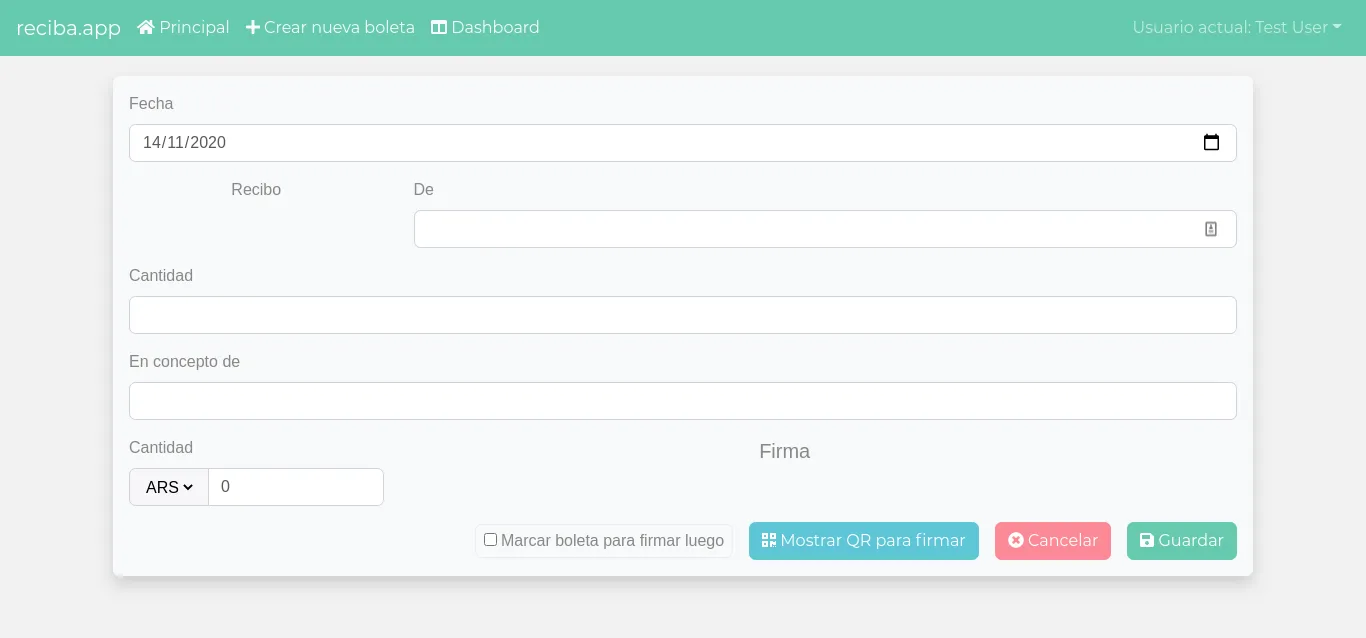 reciba.app Principal Crear nueva boleta Dashboard Usuario actual: Test User
Fecha
14/11/2020
Recibo De
Cantidad
En concepto de
Cantidad Firma
ARS 0
Marcar boleta para firmar luego Mostrar QR para firmar Cancelar Guardar